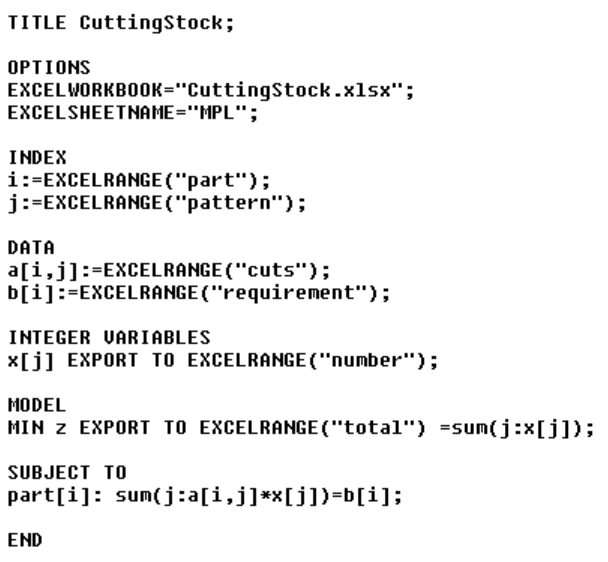 TITLE CuttingStock;
OPTIONS
EXCELWORKBOOK="CuttingStock.xlsx";
EXCELSHEETNAME="MPL";
INDEX
i:=EXCELRANGE("part");
j:=EXCELRANGE("pattern");
DATA
a[i,j]:=EXCELRANGE("cuts");
b[i]:=EXCELRANGE("requirement");
INTEGER VARIABLES
x[j] EXPORT TO EXCELRANGE("number");
MODEL
MIN z EXPORT TO EXCELRANGE("total") =sum(j:x[j]);
SUBJECT TO
part[i]: sum(j:a[i,j]*x[j])=b[i];
END